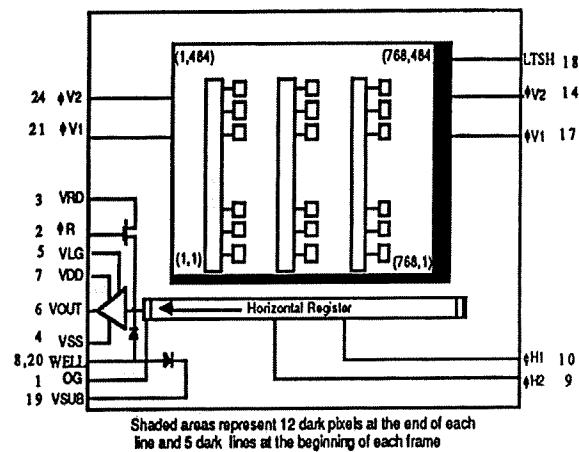 (1,484) (768,484)
LTSH 18
24 ϕV2
ϕV2 14
21 ϕV1
ϕV1 17
3 VRD
2 ϕR
5 VLG
(1,1) (768,1)
7 VDD
6 VOUT
Horizontal Register
4 VSS
8,20 WELL
ϕH1 10
1 OG
ϕH2 9
19 VSUB
Shaded areas represent 12 dark pixels at the end of each
line and 5 dark lines at the beginning of each frame